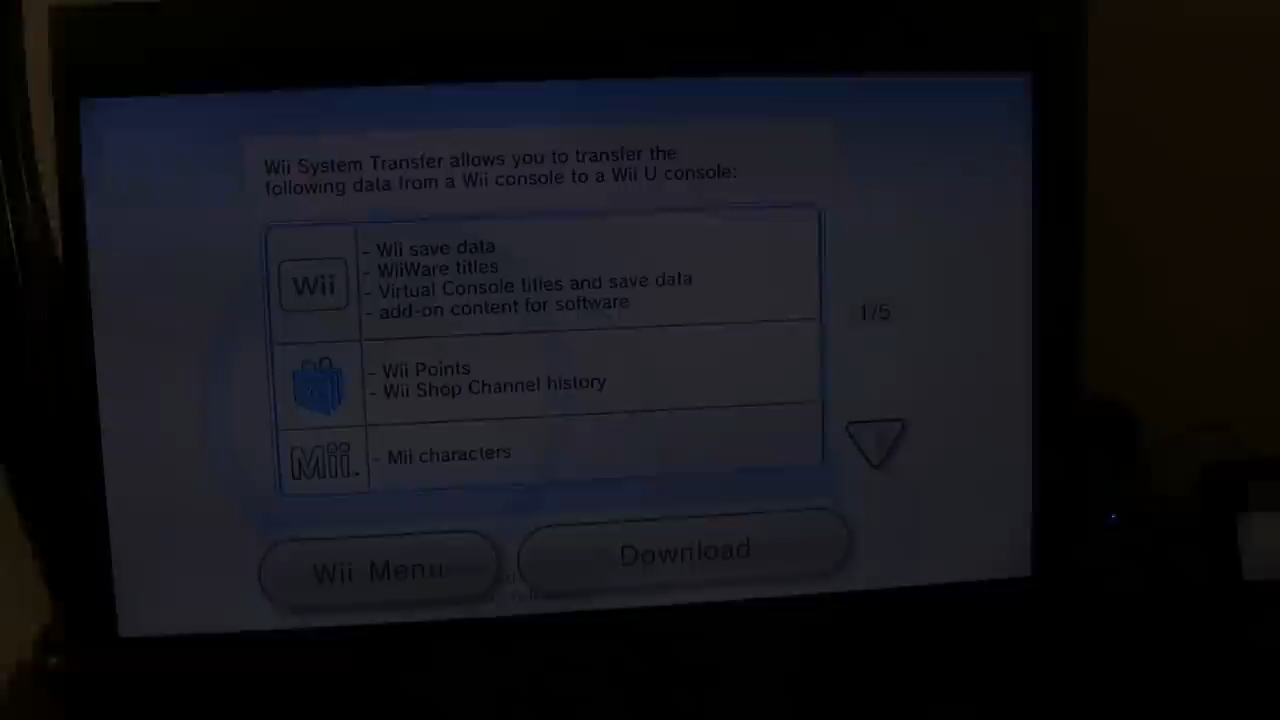 Wii System Transfer allows you to transfer the
following data from a Wii console to a Wii U console:
Wii
- Wii save data
- WiiWare titles
- Virtual Console titles and save data
- add-on content for software
1/5
- Wii Points
- Wii Shop Channel history
Mii.
- Mii characters
Wii Menu
Download